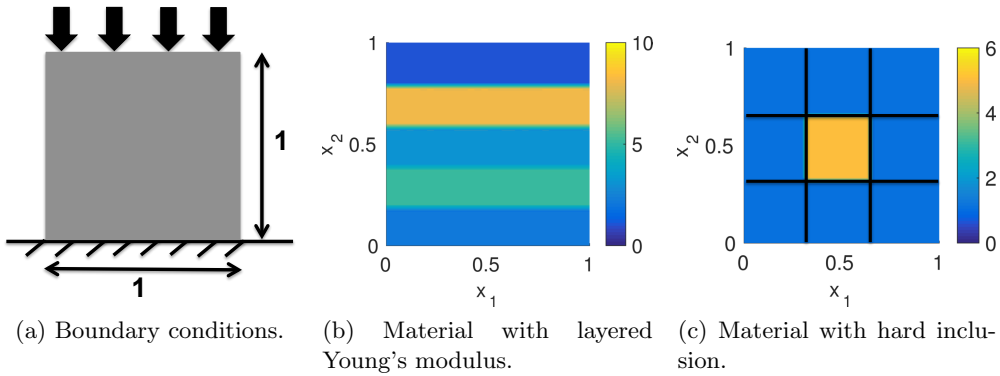 1
1
1
x2
0.5
0
0
0.5
1
x1
10
5
0
1
x2
0.5
0
0
0.5
1
x1
6
4
2
0
(a) Boundary conditions.
(b) Material with layered
Young's modulus.
(c) Material with hard inclu-
sion.